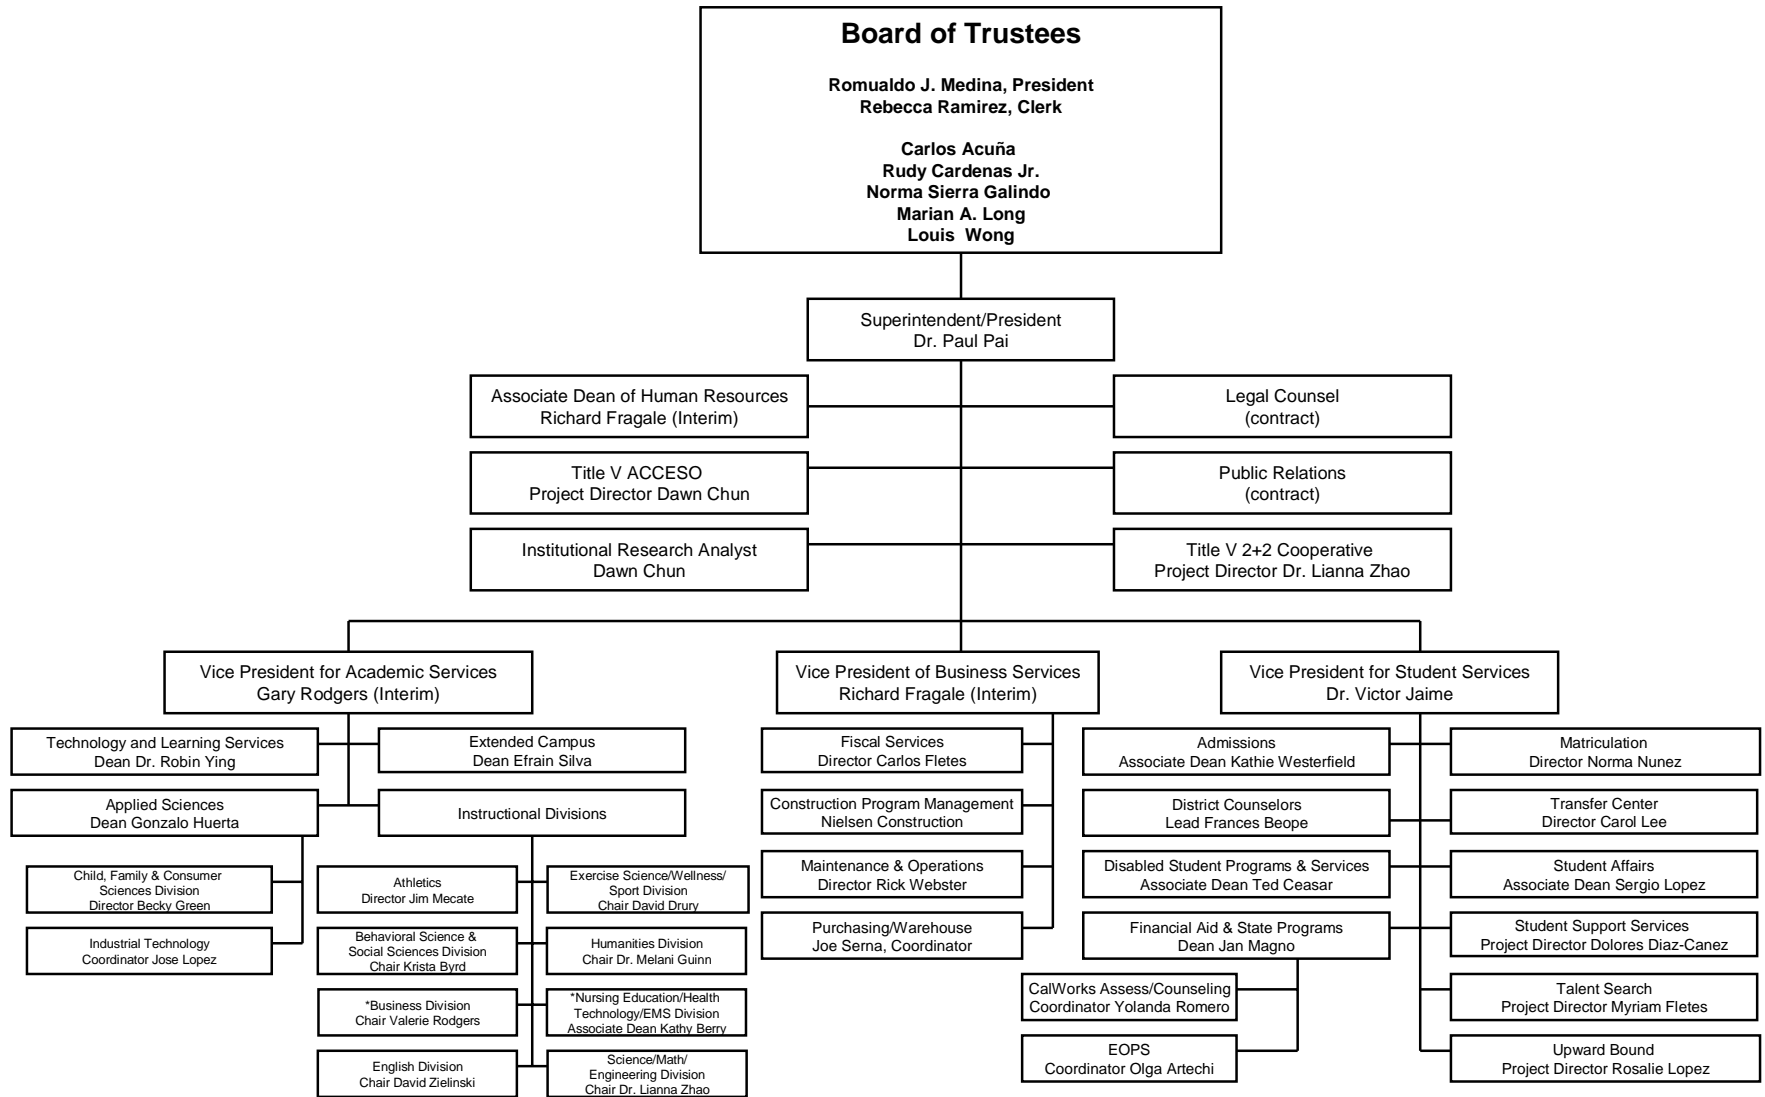 Board of Trustees
Romualdo J. Medina, President
Rebecca Ramirez, Clerk
Carlos Acuña
Rudy Cardenas Jr.
Norma Sierra Galindo
Marian A. Long
Louis Wong
Superintendent/President
Dr. Paul Pai
Associate Dean of Human Resources
Richard Fragale (Interim)
Legal Counsel
(contract)
Title V ACCESO
Project Director Dawn Chun
Public Relations
(contract)
Institutional Research Analyst
Dawn Chun
Title V 2+2 Cooperative
Project Director Dr. Lianna Zhao
Vice President for Academic Services
Gary Rodgers (Interim)
Vice President of Business Services
Richard Fragale (Interim)
Vice President for Student Services
Dr. Victor Jaime
Technology and Learning Services
Dean Dr. Robin Ying
Extended Campus
Dean Efrain Silva
Applied Sciences
Dean Gonzalo Huerta
Instructional Divisions
Child, Family & Consumer
Sciences Division
Director Becky Green
Industrial Technology
Coordinator Jose Lopez
Athletics
Director Jim Mecate
Exercise Science/Wellness/
Sport Division
Chair David Drury
Behavioral Science &
Social Sciences Division
Chair Krista Byrd
Humanities Division
Chair Dr. Melani Guinn
*Business Division
Chair Valerie Rodgers
*Nursing Education/Health
Technology/EMS Division
Associate Dean Kathy Berry
English Division
Chair David Zielinski
Science/Math/
Engineering Division
Chair Dr. Lianna Zhao
Fiscal Services
Director Carlos Fletes
Construction Program Management
Nielsen Construction
Maintenance & Operations
Director Rick Webster
Purchasing/Warehouse
Joe Serna, Coordinator
Admissions
Associate Dean Kathie Westerfield
Matriculation
Director Norma Nunez
District Counselors
Lead Frances Beope
Transfer Center
Director Carol Lee
Disabled Student Programs & Services
Associate Dean Ted Ceasar
Student Affairs
Associate Dean Sergio Lopez
Financial Aid & State Programs
Dean Jan Magno
Student Support Services
Project Director Dolores Diaz-Canez
CalWorks Assess/Counseling
Coordinator Yolanda Romero
Talent Search
Project Director Myriam Fletes
EOPS
Coordinator Olga Artechi
Upward Bound
Project Director Rosalie Lopez